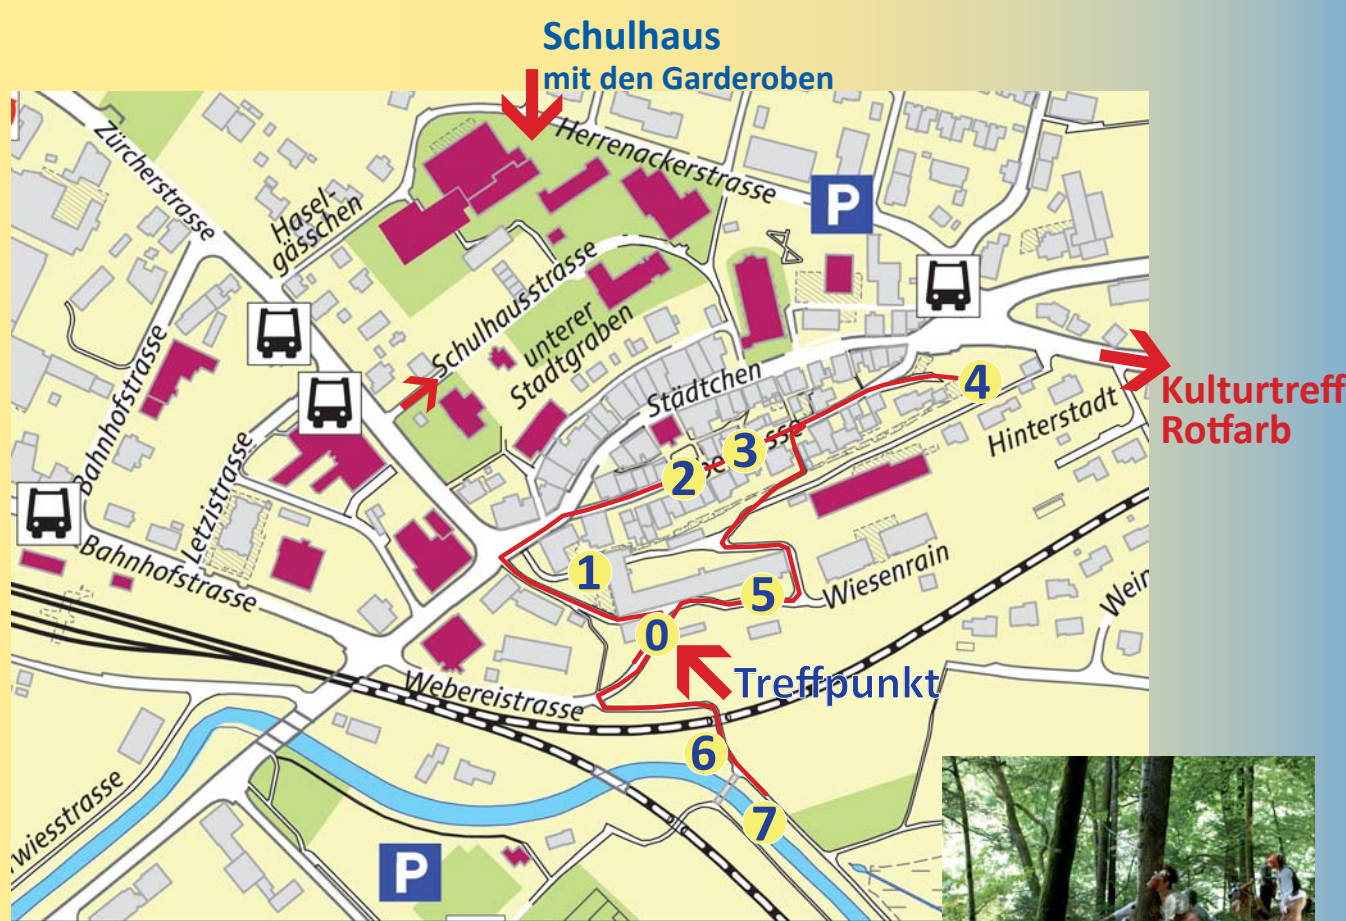 Schulhaus
mit den Garderoben
Zürcherstrasse
Herrenackerstrasse
Hasel-
gässchen
P
Schulhausstrasse
unterer
Stadtgraben
Bahnhofstrasse
Städtchen
4
Kulturtreff
Rotfarb
Hinterstadt
3
2
Letzistrasse
Bahnhofstrasse
1
5
Wiesenrain
Wein
0
Treffpunkt
Webereistrasse
6
7
wiesstrasse
P